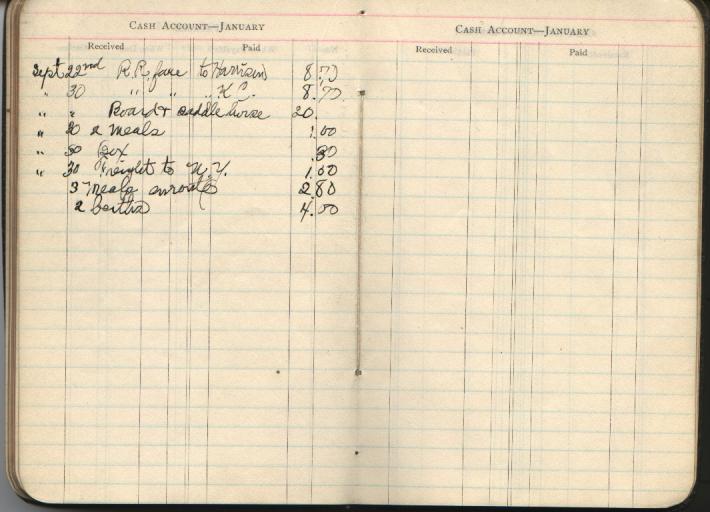 CASH ACCOUNT—JANUARY
Received Paid
Sept 22nd R.R. fare to Harrison 8.70
" 30 " " " K.C. 8.70
" " Board & saddle horse 20.
" 30 2 meals 1.00
" 30 Box .80
" 30 Freight to N.Y. 1.00
3 meals enroute 2.80
2 berths 4.00
CASH ACCOUNT—JANUARY
Received Paid